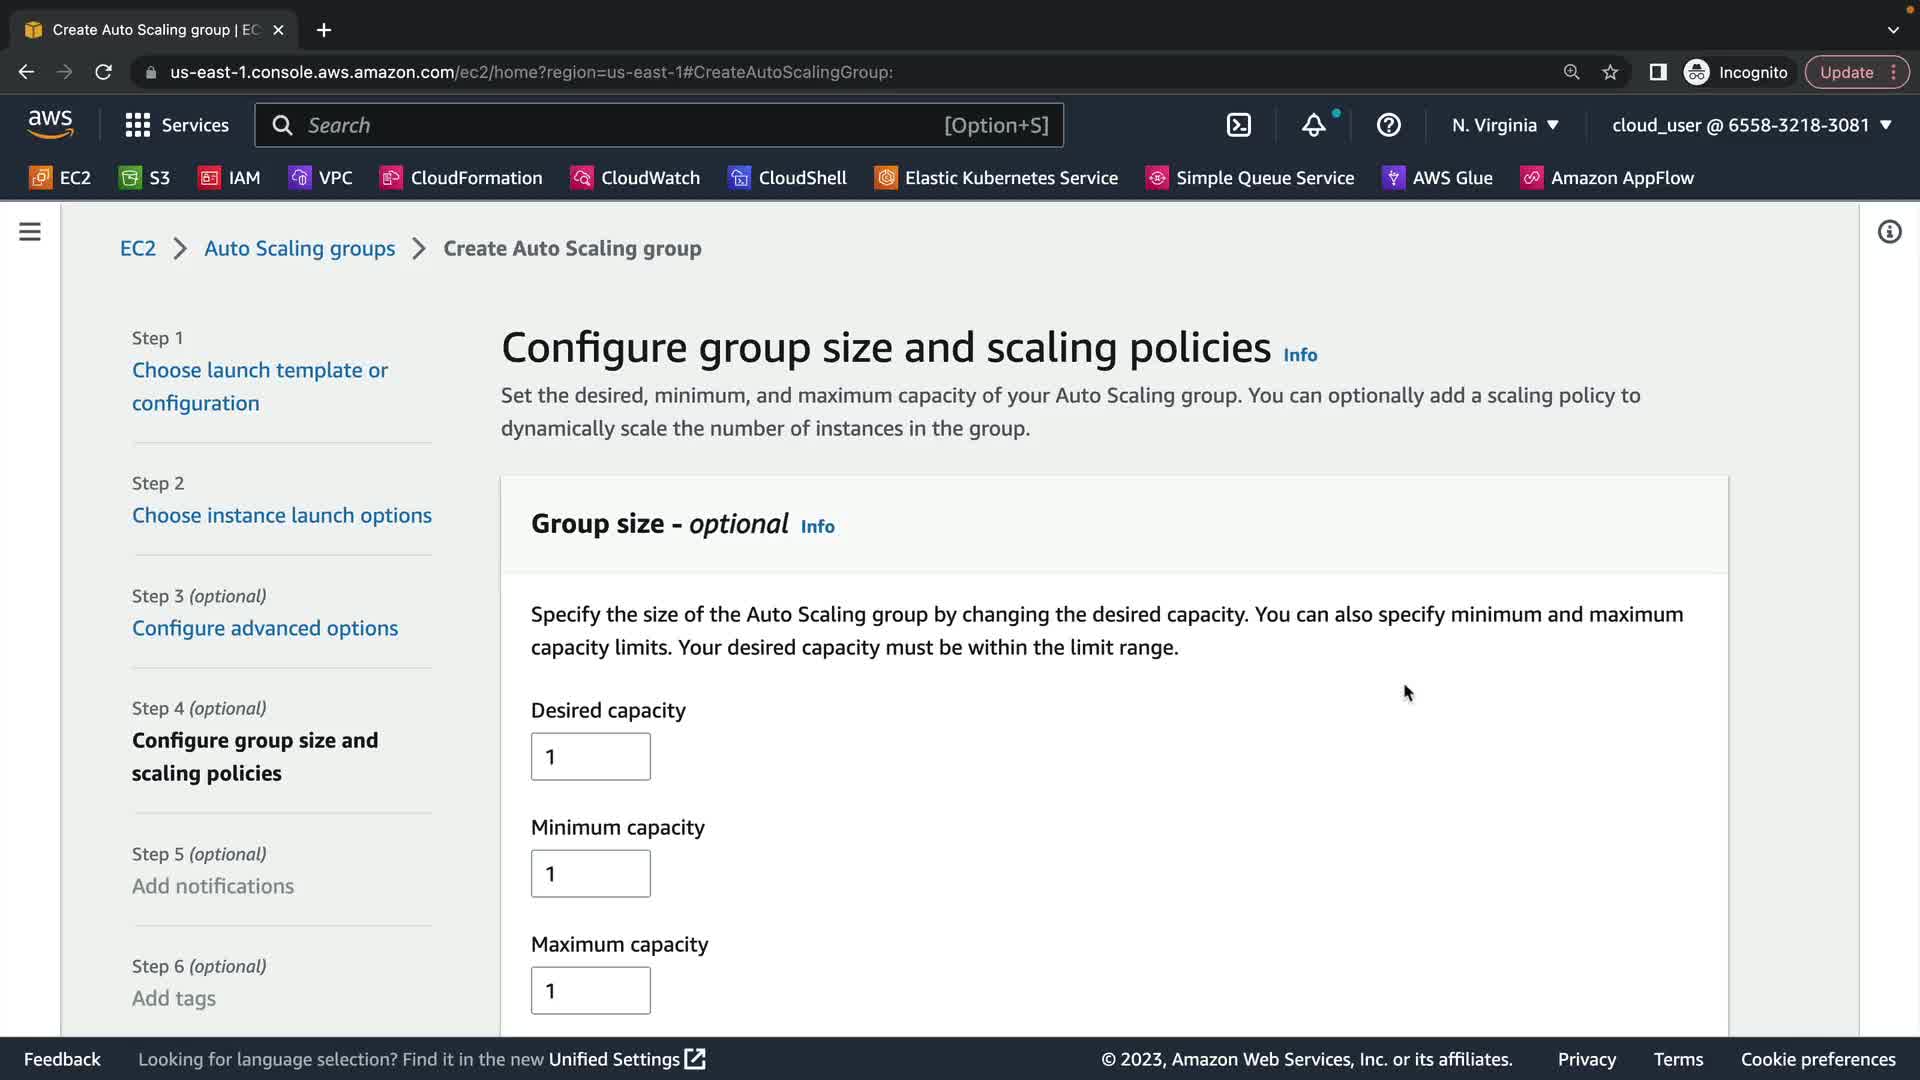 Create Auto Scaling group | EC
us-east-1.console.aws.amazon.com/ec2/home?region=us-east-1#CreateAutoScalingGroup:
Incognito
Update
aws
Services
Search
[Option+S]
N. Virginia
cloud_user @ 6558-3218-3081
EC2
S3
IAM
VPC
CloudFormation
CloudWatch
CloudShell
Elastic Kubernetes Service
Simple Queue Service
AWS Glue
Amazon AppFlow
EC2
Auto Scaling groups
Create Auto Scaling group
Step 1
Choose launch template or
configuration
Step 2
Choose instance launch options
Step 3 (optional)
Configure advanced options
Step 4 (optional)
Configure group size and
scaling policies
Step 5 (optional)
Add notifications
Step 6 (optional)
Add tags
Configure group size and scaling policies Info
Set the desired, minimum, and maximum capacity of your Auto Scaling group. You can optionally add a scaling policy to
dynamically scale the number of instances in the group.
Group size - optional Info
Specify the size of the Auto Scaling group by changing the desired capacity. You can also specify minimum and maximum
capacity limits. Your desired capacity must be within the limit range.
Desired capacity
1
Minimum capacity
1
Maximum capacity
1
Feedback
Looking for language selection? Find it in the new Unified Settings
© 2023, Amazon Web Services, Inc. or its affiliates.
Privacy
Terms
Cookie preferences